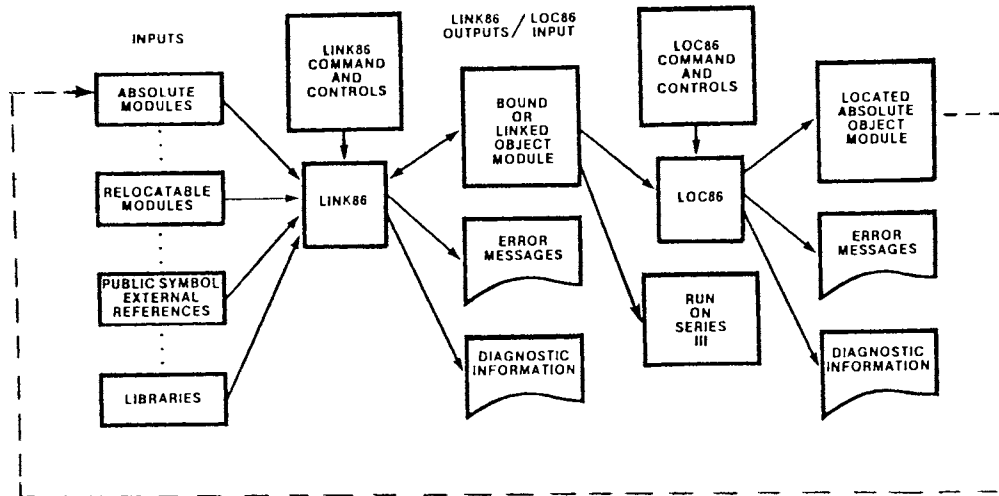 INPUTS
ABSOLUTE
MODULES
RELOCATABLE
MODULES
PUBLIC SYMBOL
EXTERNAL
REFERENCES
LIBRARIES
LINK86
COMMAND
AND
CONTROLS
LINK86
LINK86 / LOC86
OUTPUTS / INPUT
BOUND
OR
LINKED
OBJECT
MODULE
ERROR
MESSAGES
DIAGNOSTIC
INFORMATION
LOC86
COMMAND
AND
CONTROLS
LOC86
RUN
ON
SERIES
III
LOCATED
ABSOLUTE
OBJECT
MODULE
ERROR
MESSAGES
DIAGNOSTIC
INFORMATION